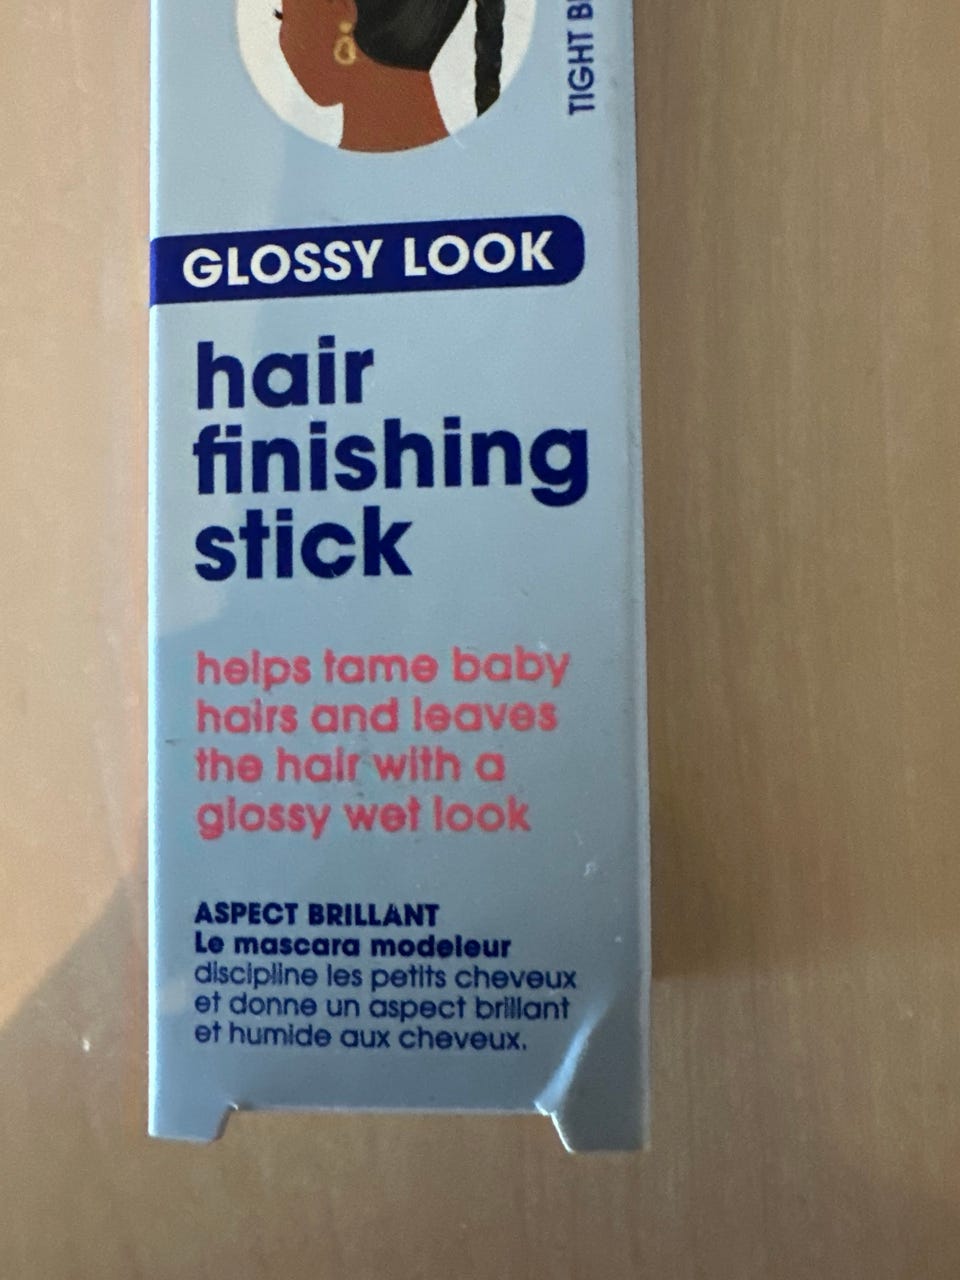 TIGHT
GLOSSY LOOK
hair
finishing
stick
helps tame baby
hairs and leaves
the hair with a
glossy wet look
ASPECT BRILLANT
Le mascara modeleur
discipline les petits cheveux
et donne un aspect brillant
et humide aux cheveux.